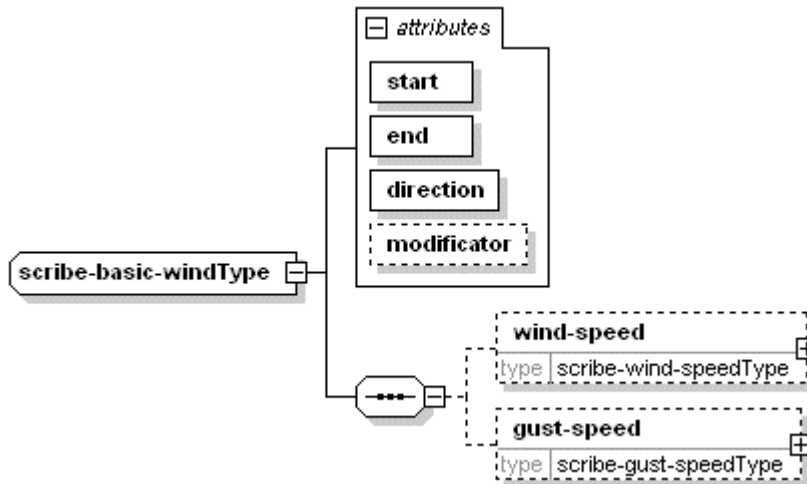 attributes
start
end
direction
modificator
scribe-basic-windType
wind-speed
type scribe-wind-speedType
gust-speed
type scribe-gust-speedType